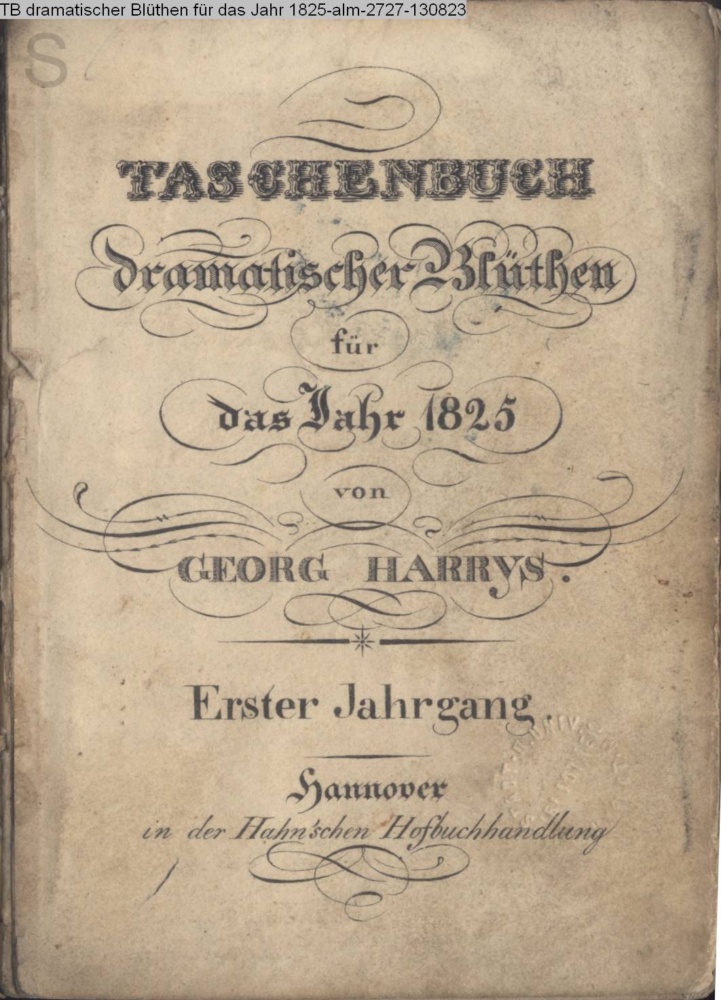 TB dramatischer Blüthen für das Jahr 1825-alm-2727-130823
S
TASCHENBUCH
dramatischer Blüthen
für
das Jahr 1825
von
GEORG HARRYS.
Erster Jahrgang.
Hannover
in der Hahn'schen Hofbuchhandlung